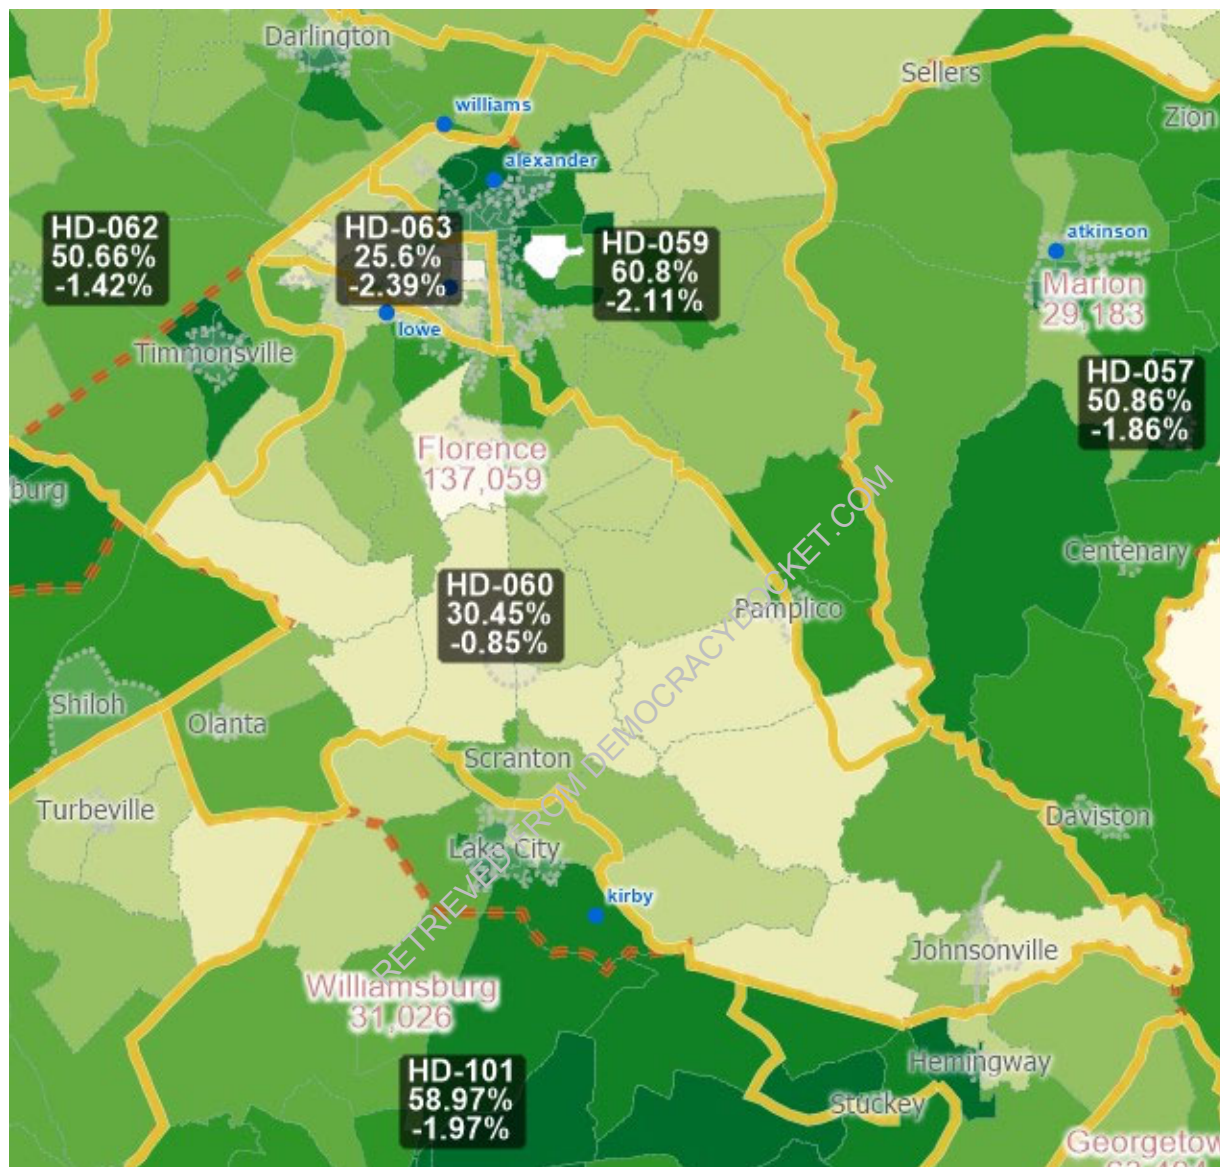 Darlington
Sellers
williams
Zion
alexander
HD-062
50.66%
-1.42%
HD-063
25.6%
-2.39%
HD-059
60.8%
-2.11%
atkinson
Marion
29,183
lowe
Timmonsville
HD-057
50.86%
-1.86%
Florence
137,059
burg
Centenary
HD-060
30.45%
-0.85%
Pamplico
Shiloh
Olanta
Scranton
Turbeville
Daviston
Lake City
kirby
Johnsonville
Williamsburg
31,026
HD-101
58.97%
-1.97%
Hemingway
Stuckey
Georgetow
RETRIEVED FROM DEMOCRACYDOCKET.COM